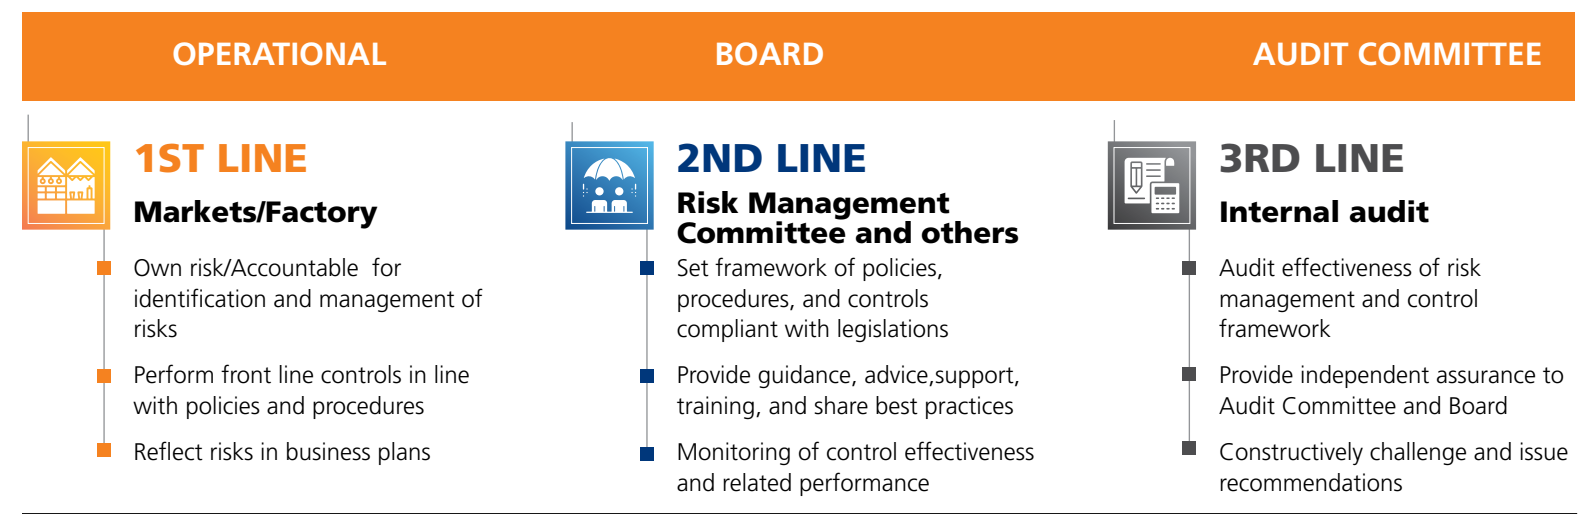 OPERATIONAL
BOARD
AUDIT COMMITTEE
1ST LINE
Markets/Factory
Own risk/Accountable for
identification and management of
risks
Perform front line controls in line
with policies and procedures
Reflect risks in business plans
2ND LINE
Risk Management
Committee and others
Set framework of policies,
procedures, and controls
compliant with legislations
Provide guidance, advice,support,
training, and share best practices
Monitoring of control effectiveness
and related performance
3RD LINE
Internal audit
Audit effectiveness of risk
management and control
framework
Provide independent assurance to
Audit Committee and Board
Constructively challenge and issue
recommendations